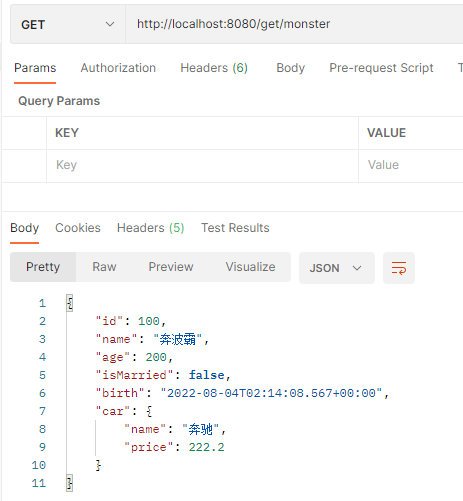 GET http://localhost:8080/get/monster
Params Authorization Headers (6) Body Pre-request Script T
Query Params
KEY VALUE
Key Value
Body Cookies Headers (5) Test Results
Pretty Raw Preview Visualize JSON
1 {
2 "id": 100,
3 "name": "奔波霸",
4 "age": 200,
5 "isMarried": false,
6 "birth": "2022-08-04T02:14:08.567+00:00",
7 "car": {
8 "name": "奔驰",
9 "price": 222.2
10 }
11 }